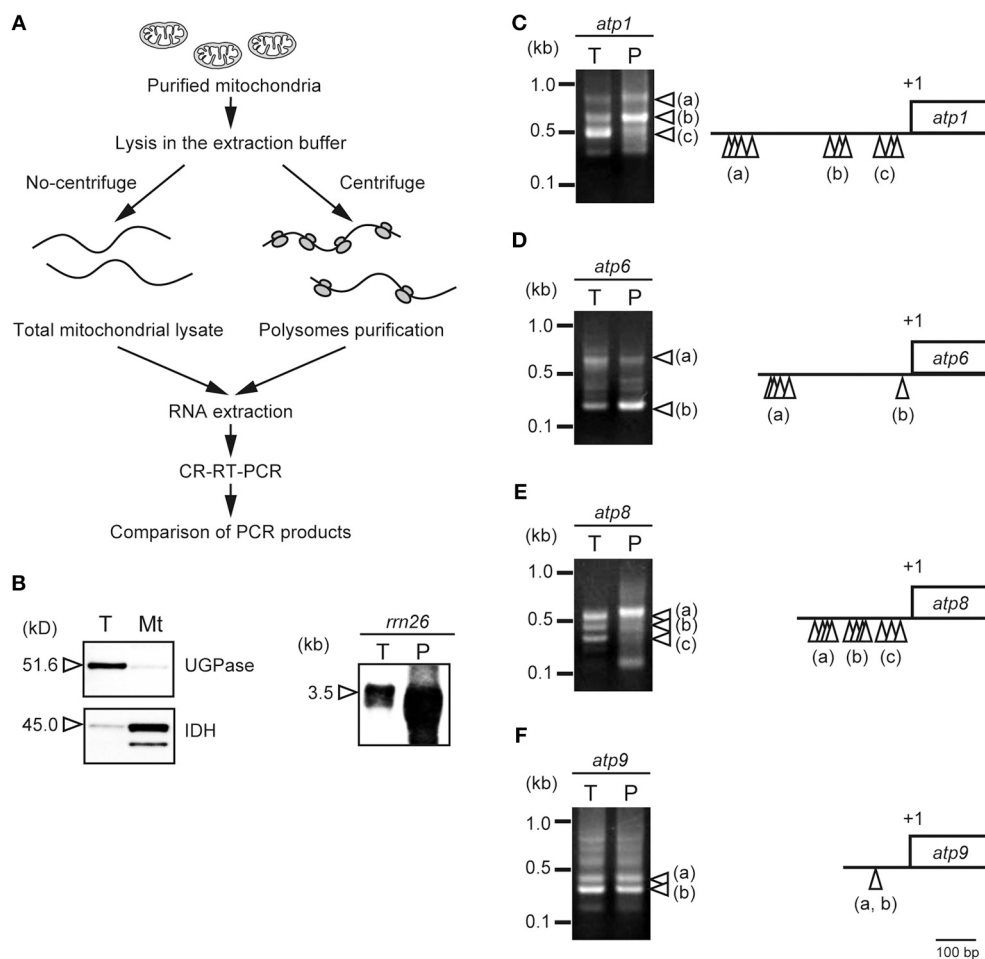 A
Purified mitochondria
Lysis in the extraction buffer
No-centrifuge
Centrifuge
Total mitochondrial lysate
Polysomes purification
RNA extraction
CR-RT-PCR
Comparison of PCR products
B
(kD)
T Mt
51.6
UGPase
45.0
IDH
rrn26
(kb)
T P
3.5
C
atp1
(kb)
T P
1.0
0.5
0.1
(a)
(b)
(c)
+1
atp1
(a)
(b)
(c)
D
atp6
(kb)
T P
1.0
0.5
0.1
(a)
(b)
+1
atp6
(a)
(b)
E
atp8
(kb)
T P
1.0
0.5
0.1
(a)
(b)
(c)
+1
atp8
(a)
(b)
(c)
F
atp9
(kb)
T P
1.0
0.5
0.1
(a)
(b)
+1
atp9
(a, b)
100 bp